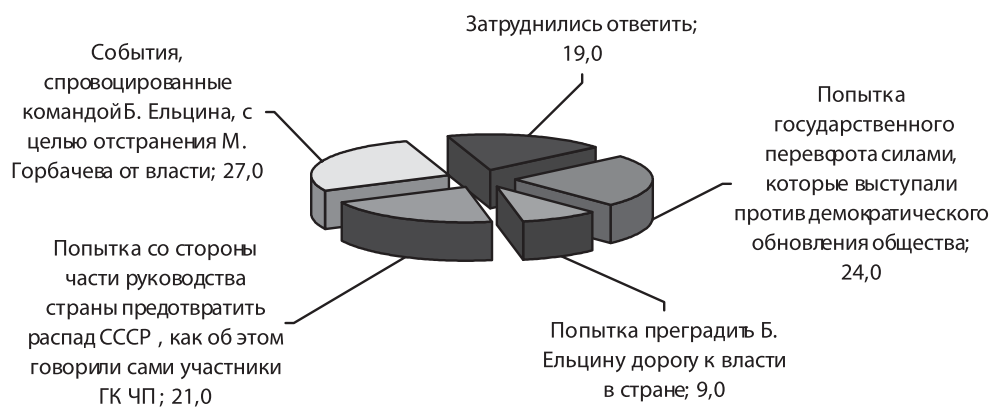 Затруднились ответить;
19,0
События,
спровоцированные
командой Б. Ельцина, с
целью отстранения М.
Горбачева от власти; 27,0
Попытка
государственного
переворота силами,
которые выступали
против демократического
обновления общества;
24,0
Попытка со стороны
части руководства
страны предотвратить
распад СССР , как об этом
говорили сами участники
ГК ЧП ; 21,0
Попытка преградить Б.
Ельцину дорогу к власти
в стране; 9,0